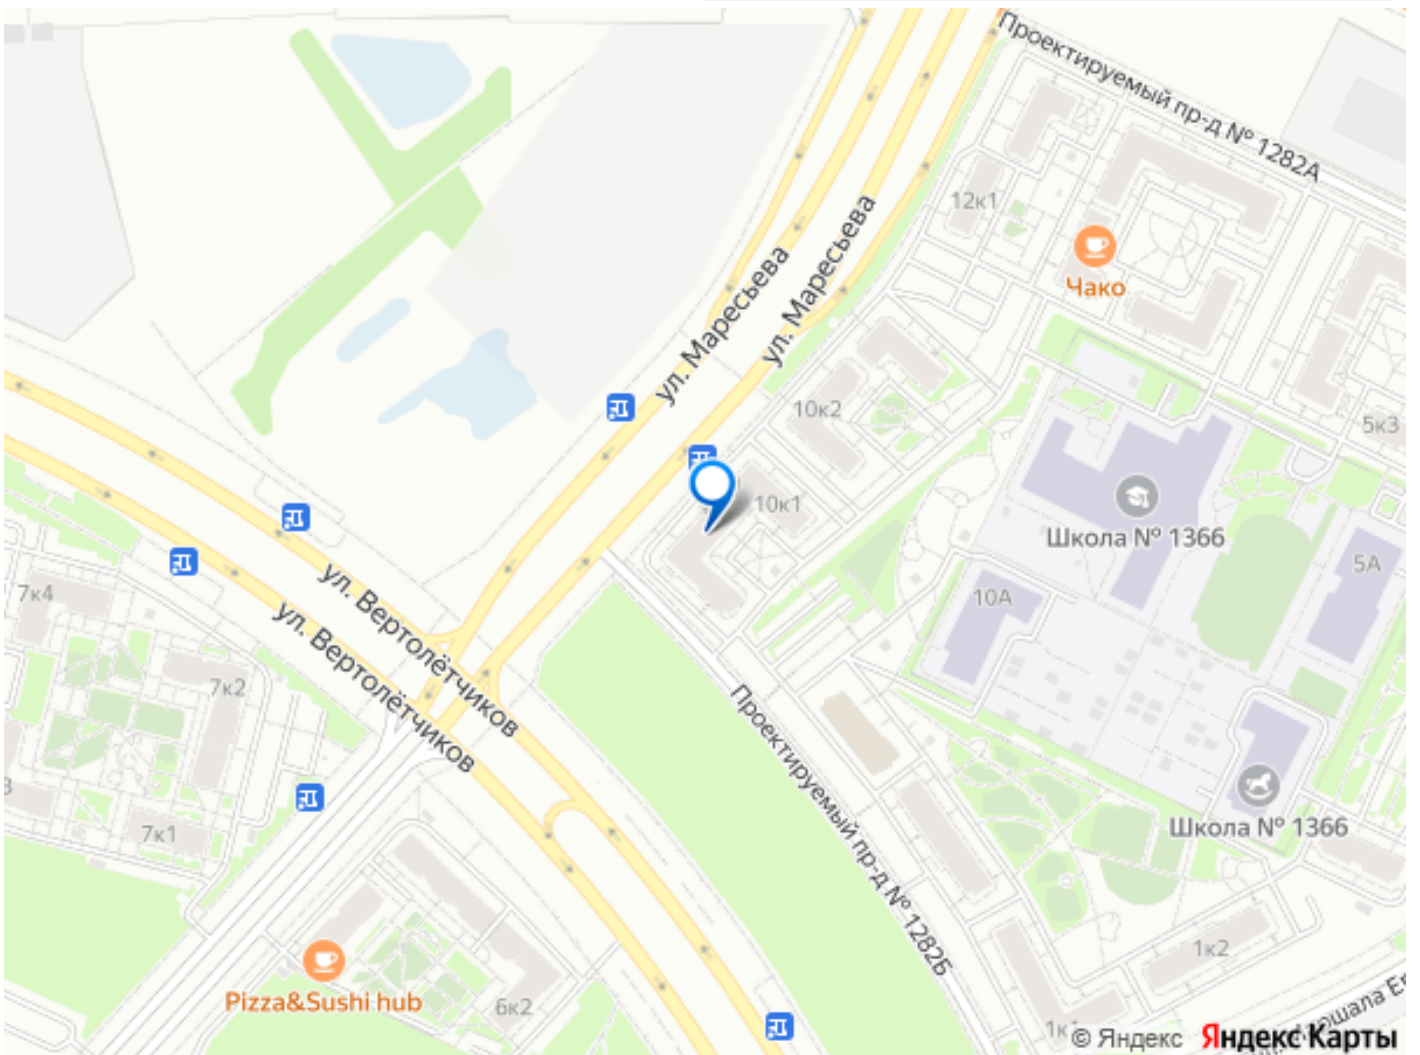 Проектируемый пр-д № 1282А
12к1
Чако
ул. Маресьева
ул. Маресьева
10к2
5к3
10к1
Школа № 1366
5А
10А
7к4
ул. Вертолётчиков
ул. Вертолётчиков
7к2
7к1
Проектируемый пр-д № 1282Б
Школа № 1366
1к2
Pizza&Sushi hub
6к2
© Яндекс Яндекс Карты